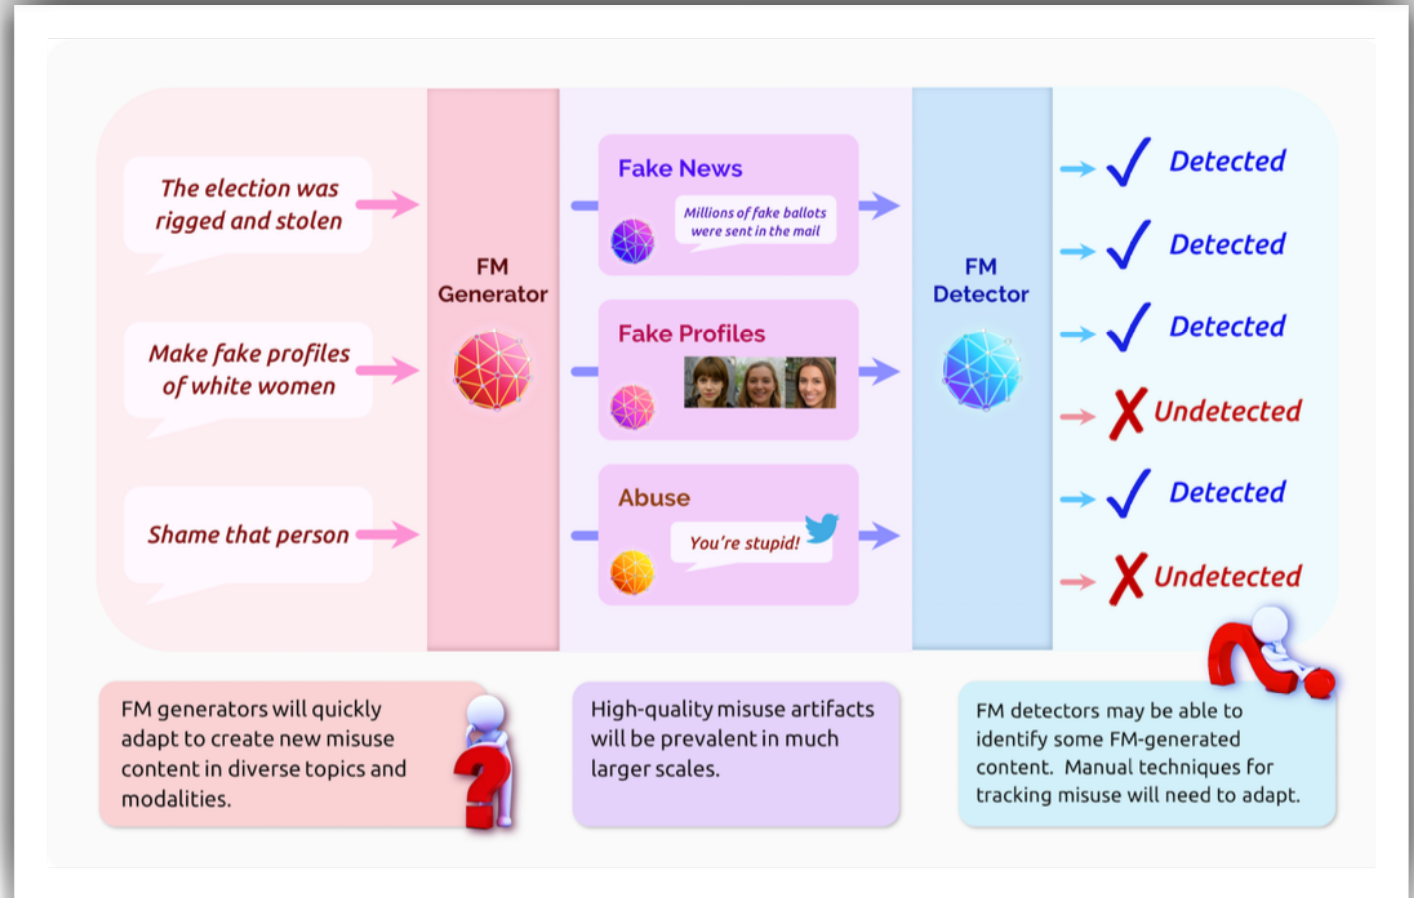 The election was
rigged and stolen
Make fake profiles
of white women
Shame that person
FM
Generator
Fake News
Millions of fake ballots
were sent in the mail
Fake Profiles
Abuse
You're stupid!
FM
Detector
Detected
Detected
Detected
Undetected
Detected
Undetected
FM generators will quickly
adapt to create new misuse
content in diverse topics and
modalities.
High-quality misuse artifacts
will be prevalent in much
larger scales.
FM detectors may be able to
identify some FM-generated
content. Manual techniques for
tracking misuse will need to adapt.